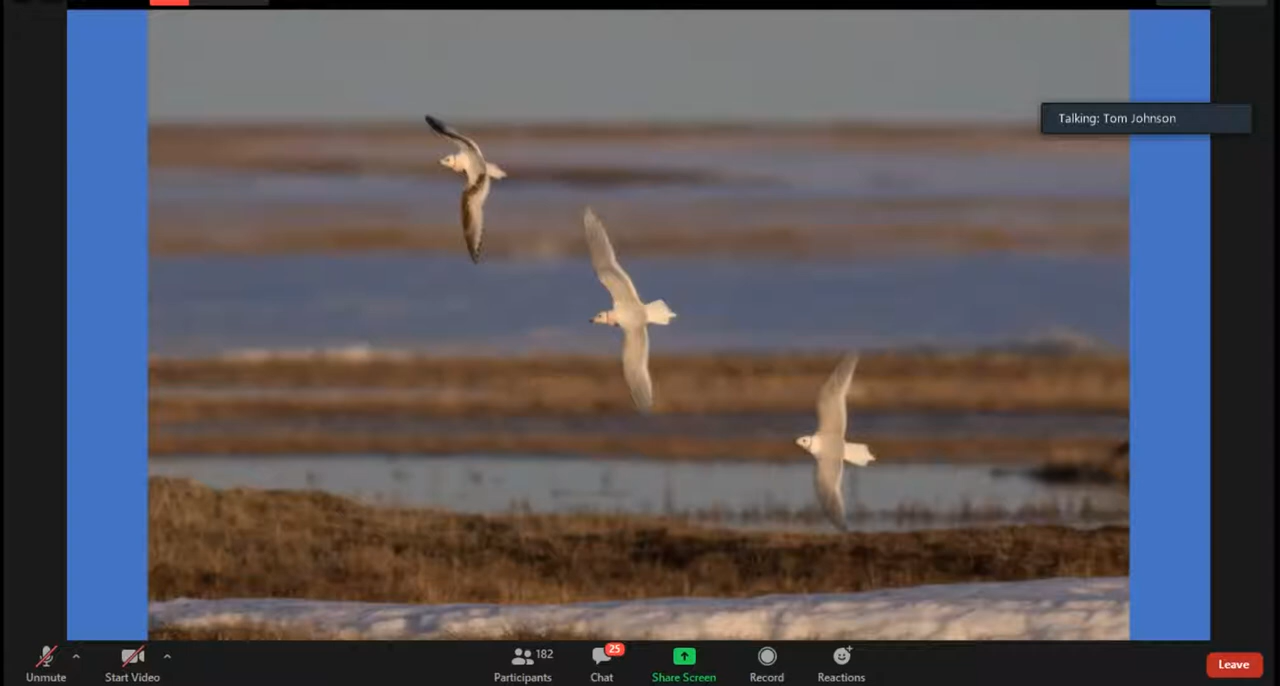 Talking: Tom Johnson
182
25
Unmute
Start Video
Participants
Chat
Share Screen
Record
Reactions
Leave